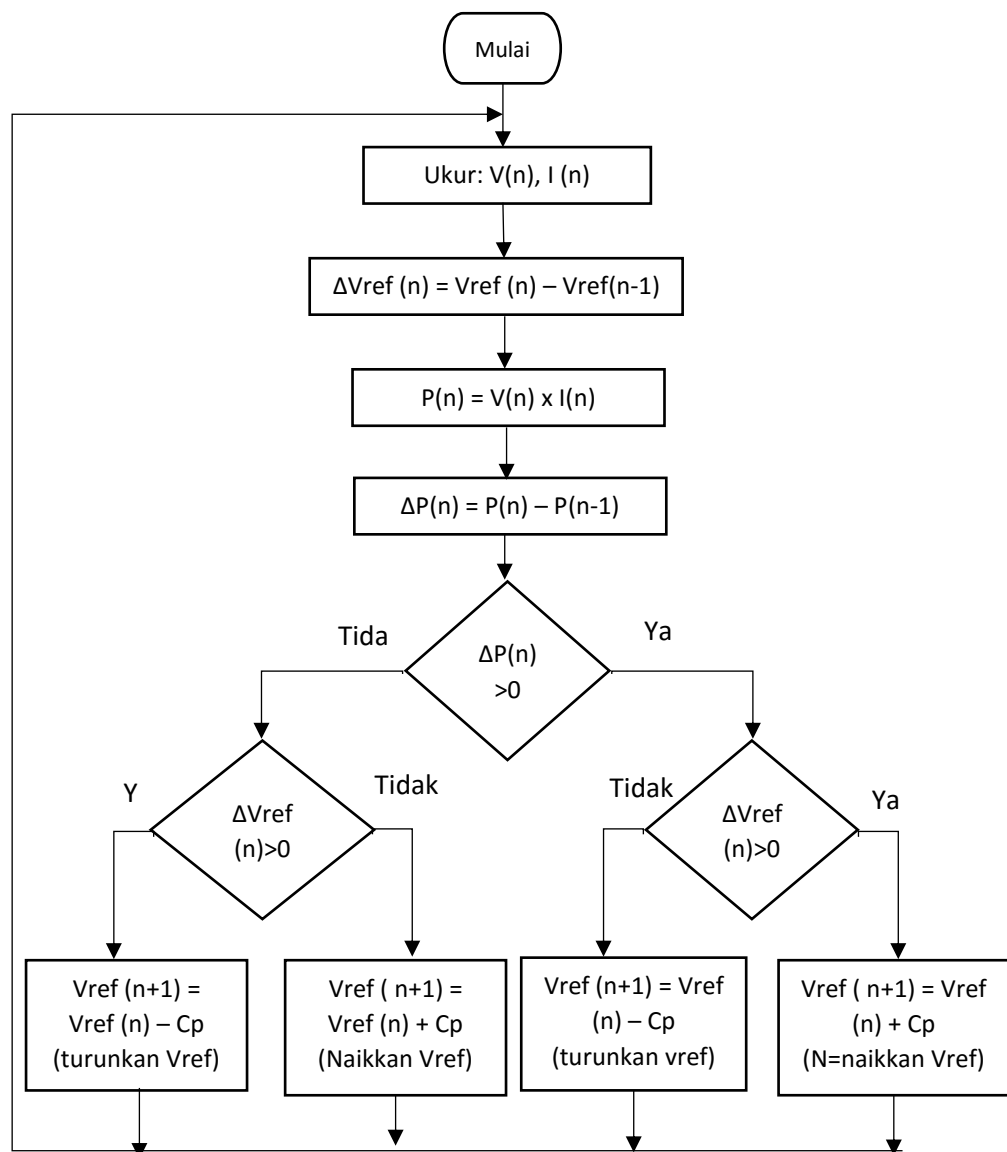 Mulai
Ukur: V(n), I (n)
ΔVref (n) = Vref (n) – Vref(n-1)
P(n) = V(n) x I(n)
ΔP(n) = P(n) – P(n-1)
Tida
Ya
ΔP(n)
>0
Y
Tidak
Tidak
Ya
ΔVref
(n)>0
ΔVref
(n)>0
Vref (n+1) =
Vref (n) – Cp
(turunkan Vref)
Vref ( n+1) =
Vref (n) + Cp
(Naikkan Vref)
Vref (n+1) = Vref
(n) – Cp
(turunkan vref)
Vref ( n+1) = Vref
(n) + Cp
(N=naikkan Vref)